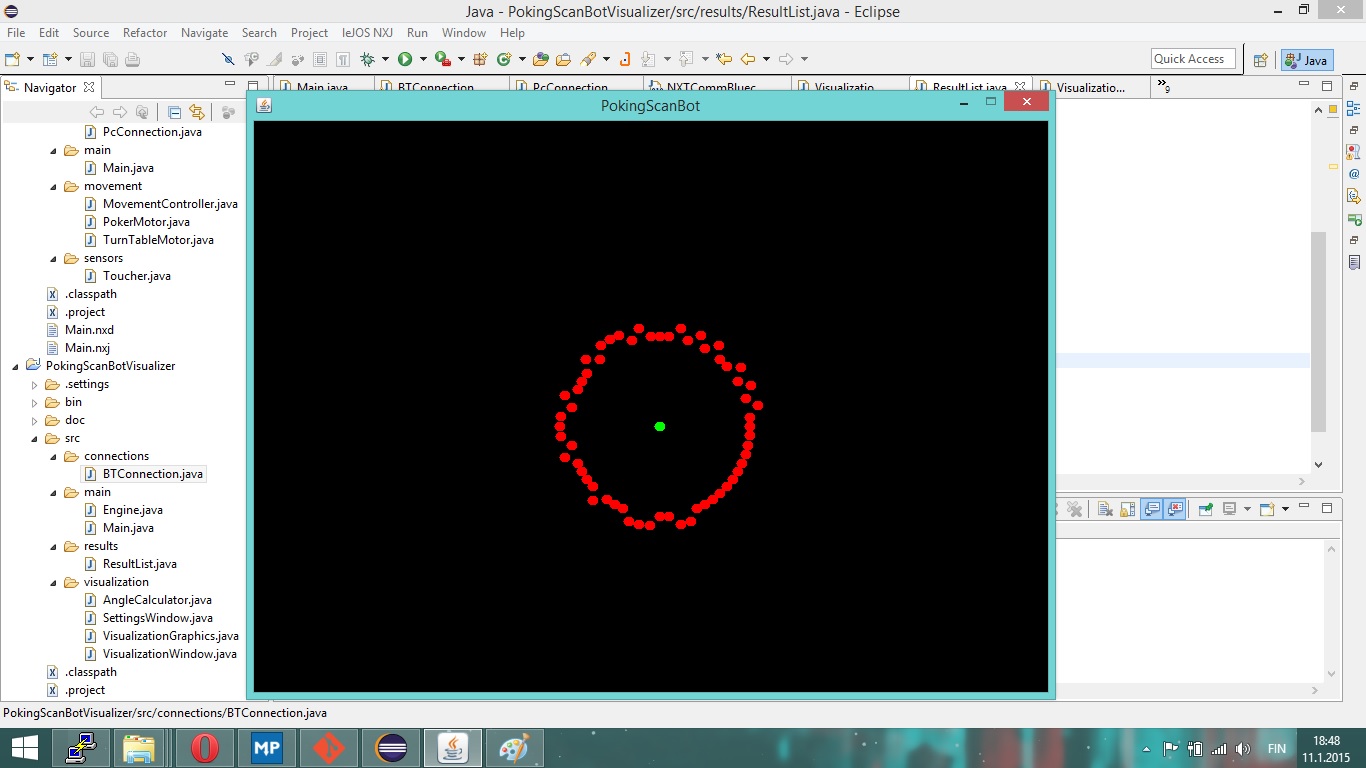 Java - PokingScanBotVisualizer/src/results/ResultList.java - Eclipse
File Edit Source Refactor Navigate Search Project leJOS NXJ Run Window Help
Quick Access
Java
Navigator
Main.java
BTConnection
PcConnection
NXTCommBluec
Visualizatio
ResultList.java
Visualizatio...
9
PokingScanBot
PcConnection.java
main
Main.java
movement
MovementController.java
PokerMotor.java
TurnTableMotor.java
sensors
Toucher.java
.classpath
.project
Main.nxd
Main.nxj
PokingScanBotVisualizer
.settings
bin
doc
src
connections
BTConnection.java
main
Engine.java
Main.java
results
ResultList.java
visualization
AngleCalculator.java
SettingsWindow.java
VisualizationGraphics.java
VisualizationWindow.java
.classpath
.project
PokingScanBotVisualizer/src/connections/BTConnection.java
MP
FIN
18:48
11.1.2015